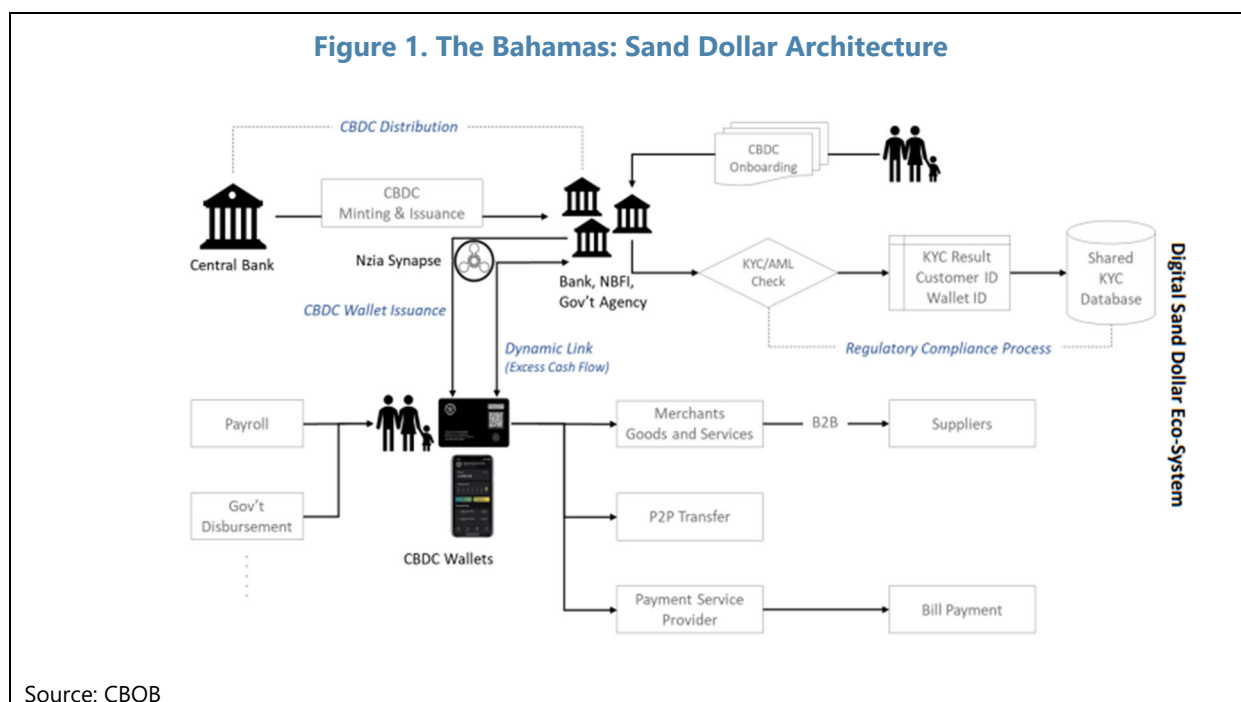 Figure 1. The Bahamas: Sand Dollar Architecture
CBDC Distribution
CBDC
Onboarding
CBDC
Minting & Issuance
Central Bank
Nzia Synapse
Bank, NBFI,
Gov't Agency
KYC/AML
Check
KYC Result
Customer ID
Wallet ID
Shared
KYC
Database
CBDC Wallet Issuance
Dynamic Link
(Excess Cash Flow)
Regulatory Compliance Process
Digital Sand Dollar Eco-System
Payroll
Merchants
Goods and Services
B2B
Suppliers
Gov't
Disbursement
P2P Transfer
CBDC Wallets
Payment Service
Provider
Bill Payment
Source: CBOB